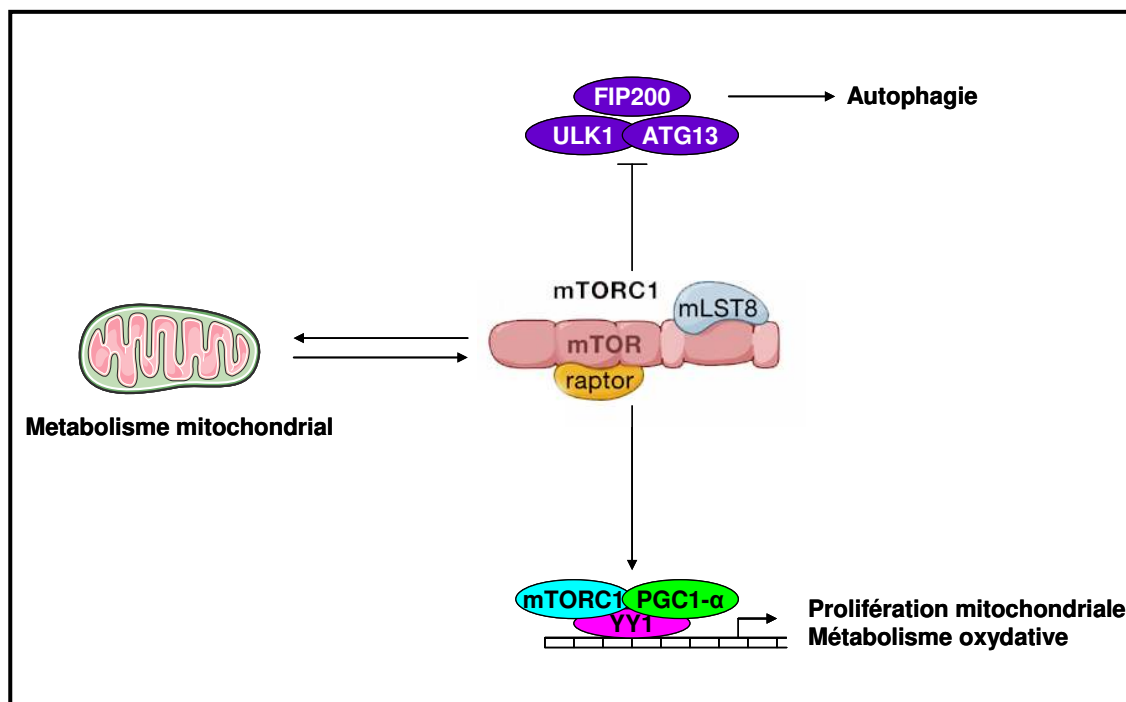 FIP200
Autophagie
ULK1
ATG13
mTORC1
mLST8
mTOR
raptor
Metabolisme mitochondrial
mTORC1
PGC1-α
YY1
Prolifération mitochondriale
Métabolisme oxydative